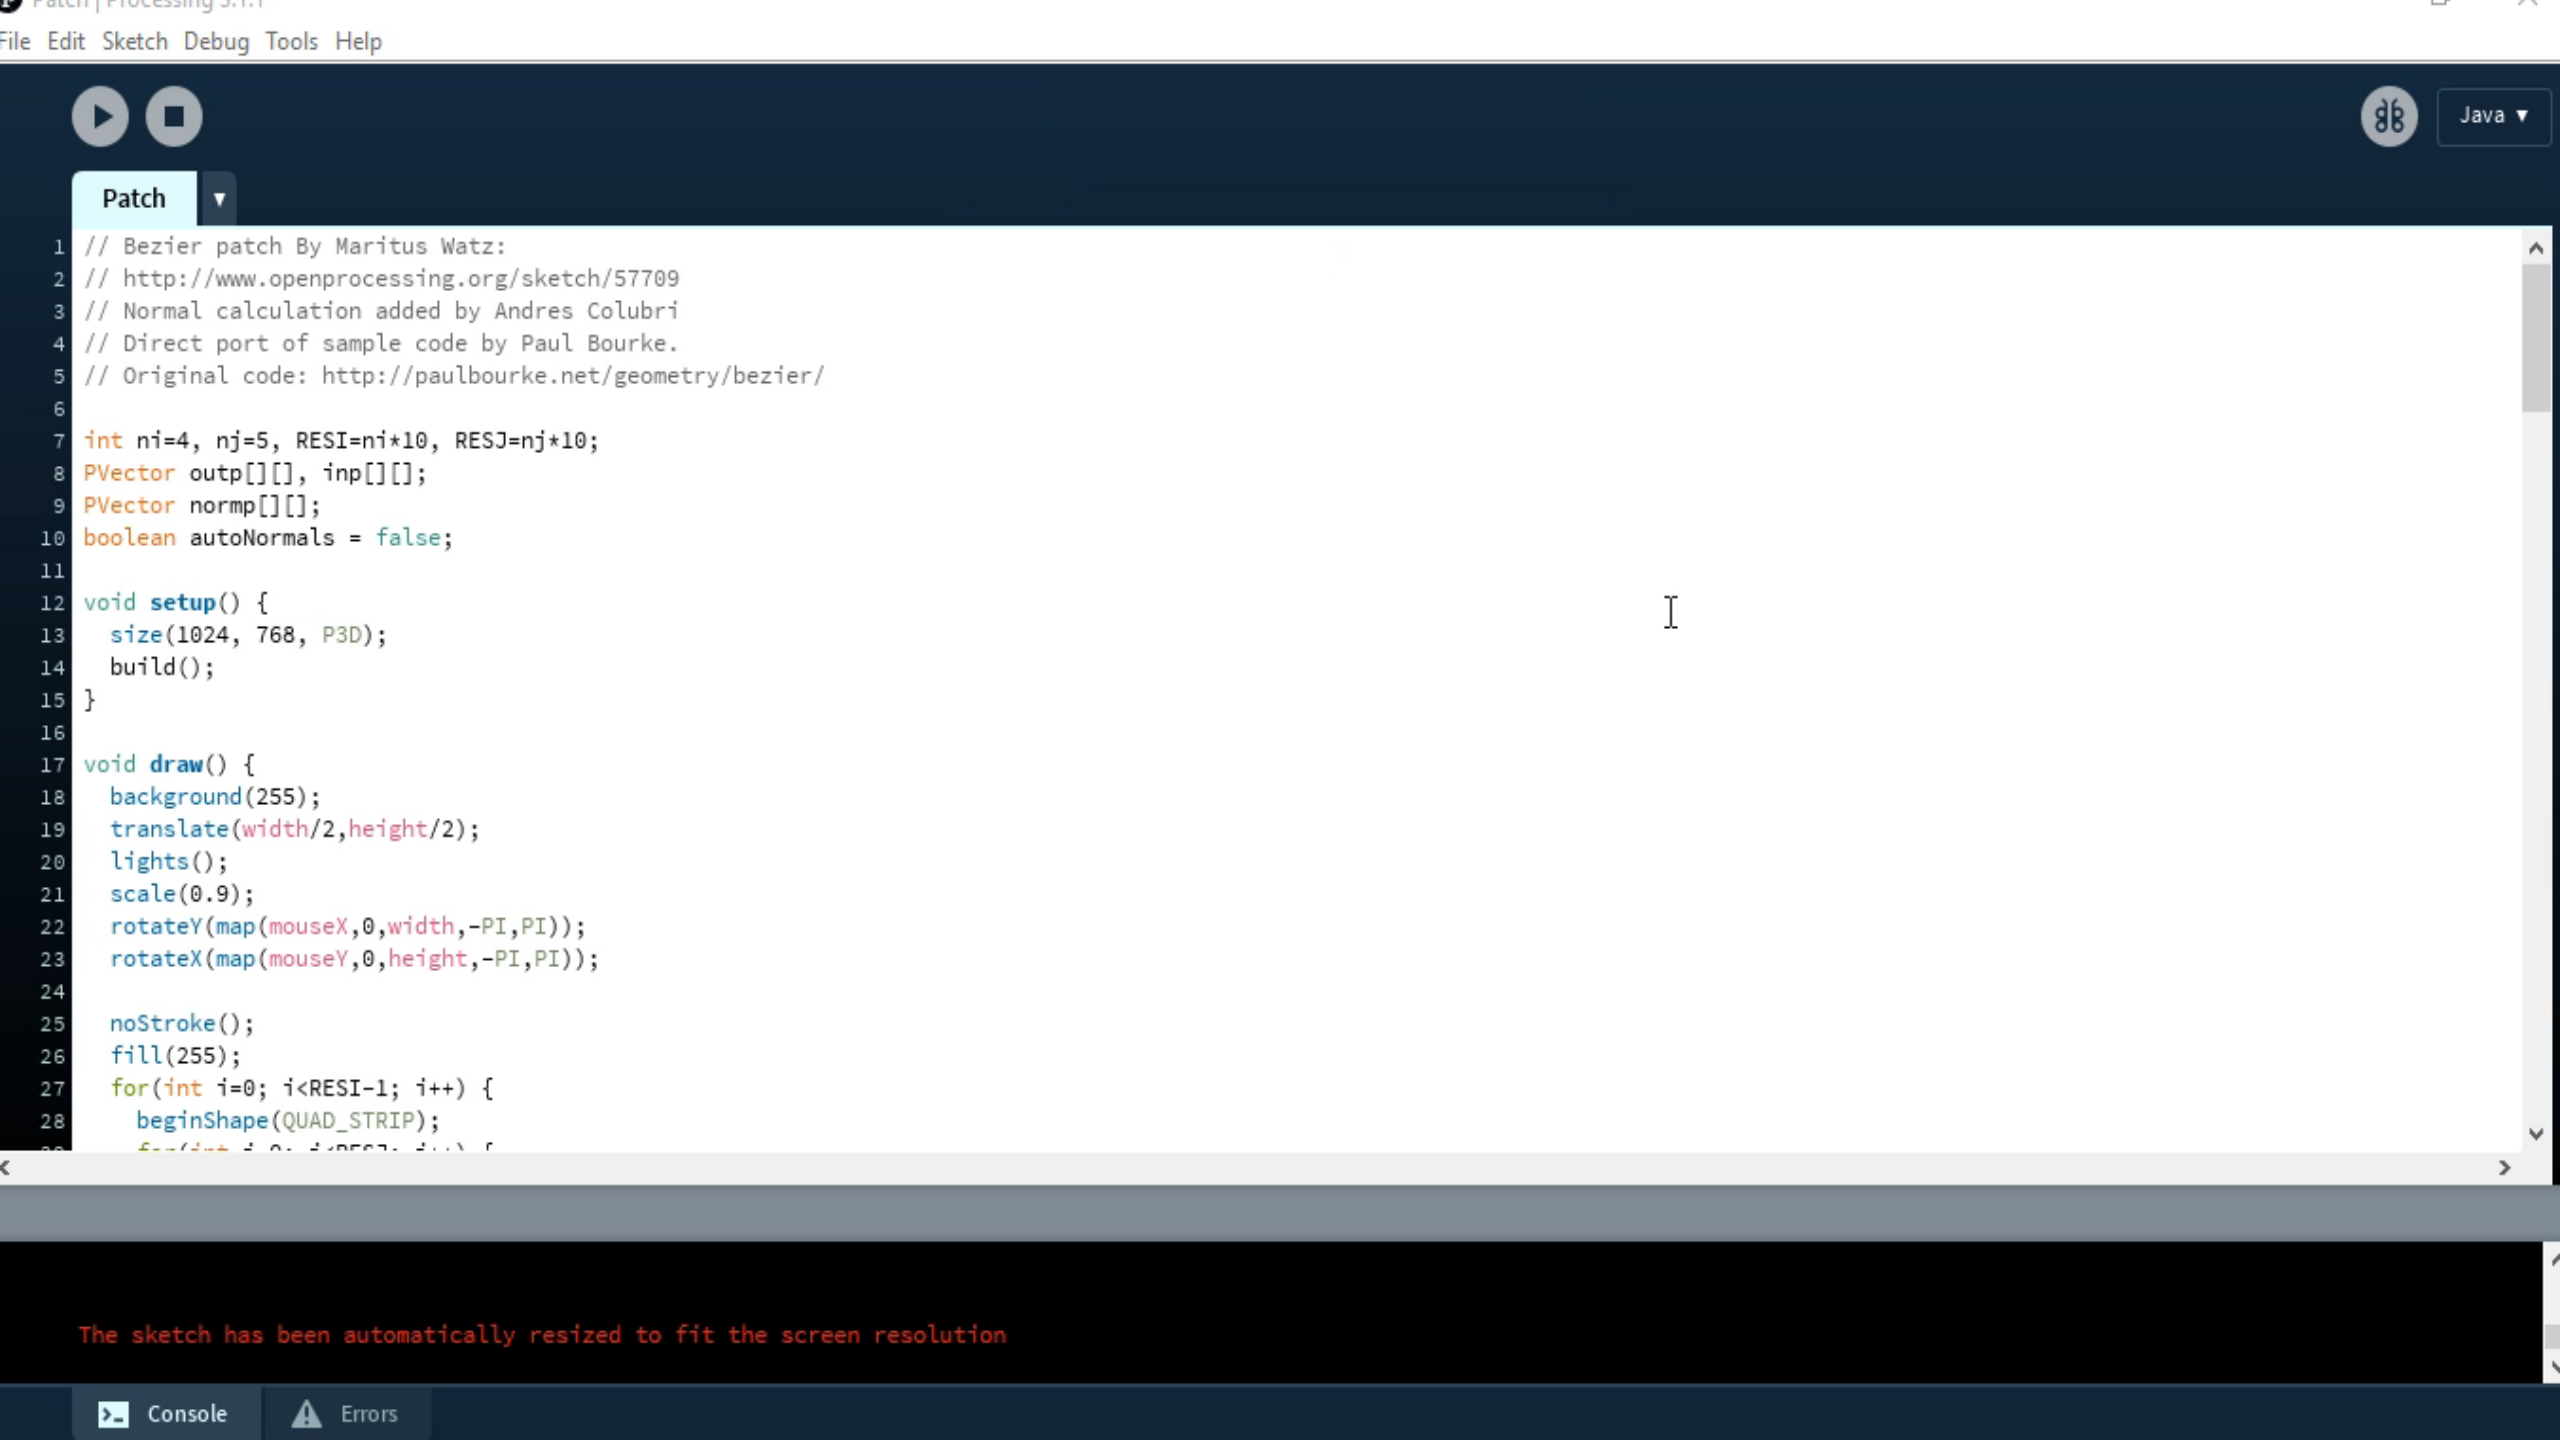 Patch | Processing 3.1.1
File Edit Sketch Debug Tools Help
Java ▼
Patch ▼
1 // Bezier patch By Maritus Watz:
2 // http://www.openprocessing.org/sketch/57709
3 // Normal calculation added by Andres Colubri
4 // Direct port of sample code by Paul Bourke.
5 // Original code: http://paulbourke.net/geometry/bezier/
6
7 int ni=4, nj=5, RESI=ni*10, RESJ=nj*10;
8 PVector outp[][], inp[][];
9 PVector normp[][];
10 boolean autoNormals = false;
11
12 void setup() {
13   size(1024, 768, P3D);
14   build();
15 }
16
17 void draw() {
18   background(255);
19   translate(width/2,height/2);
20   lights();
21   scale(0.9);
22   rotateY(map(mouseX,0,width,-PI,PI));
23   rotateX(map(mouseY,0,height,-PI,PI));
24
25   noStroke();
26   fill(255);
27   for(int i=0; i<RESI-1; i++) {
28     beginShape(QUAD_STRIP);
The sketch has been automatically resized to fit the screen resolution
Console Errors